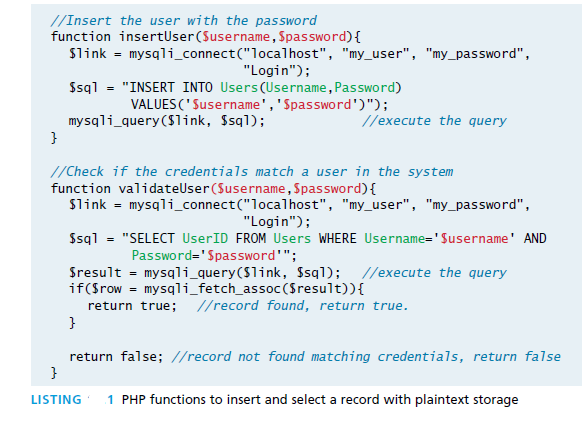 //Insert the user with the password
function insertUser($username,$password){
$link = mysqli_connect("localhost", "my_user", "my_password",
"Login");
$sql = "INSERT INTO Users(Username,Password)
VALUES('$username','$password')");
mysqli_query($link, $sql); //execute the query
}
//Check if the credentials match a user in the system
function validateUser($username,$password){
$link = mysqli_connect("localhost", "my_user", "my_password",
"Login");
$sql = "SELECT UserID FROM Users WHERE Username='$username' AND
Password='$password'";
$result = mysqli_query($link, $sql); //execute the query
if($row = mysqli_fetch_assoc($result)){
return true; //record found, return true.
}
return false; //record not found matching credentials, return false
}
LISTING 1 PHP functions to insert and select a record with plaintext storage